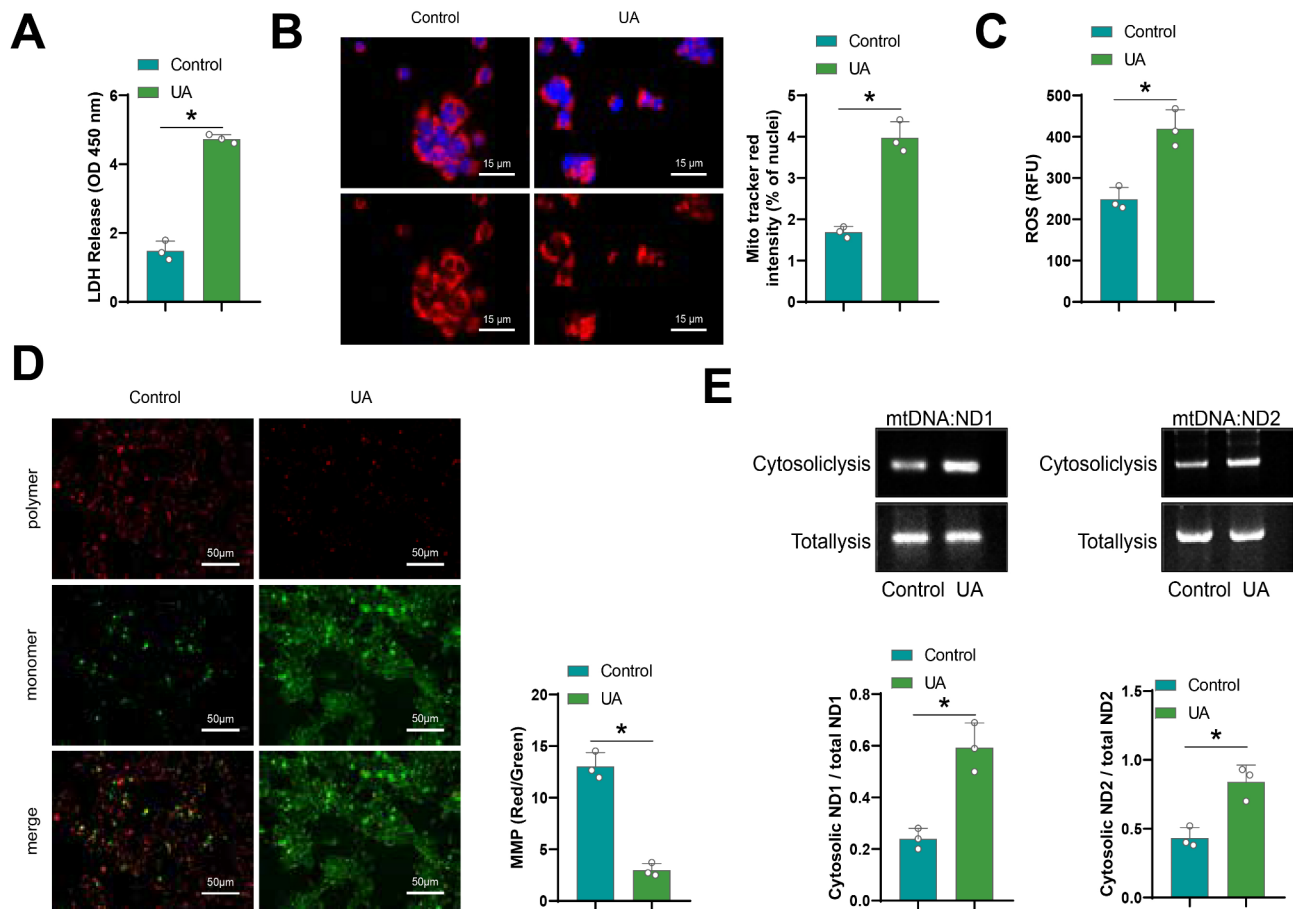 A
Control
UA
LDH Release (OD 450 nm)
6
4
2
0
*
B
Control
UA
15 μm
15 μm
15 μm
15 μm
Control
UA
Mito tracker red
intensity (% of nuclei)
5
4
3
2
1
0
*
C
Control
UA
ROS (RFU)
500
400
300
200
100
0
*
D
Control
UA
polymer
50μm
50μm
monomer
50μm
50μm
merge
50μm
50μm
Control
UA
MMP (Red/Green)
20
15
10
5
0
*
E
mtDNA:ND1
Cytosoliclysis
Totallysis
Control UA
mtDNA:ND2
Cytosoliclysis
Totallysis
Control UA
Control
UA
Cytosolic ND1 / total ND1
0.8
0.6
0.4
0.2
0.0
*
Control
UA
Cytosolic ND2 / total ND2
1.5
1.0
0.5
0.0
*